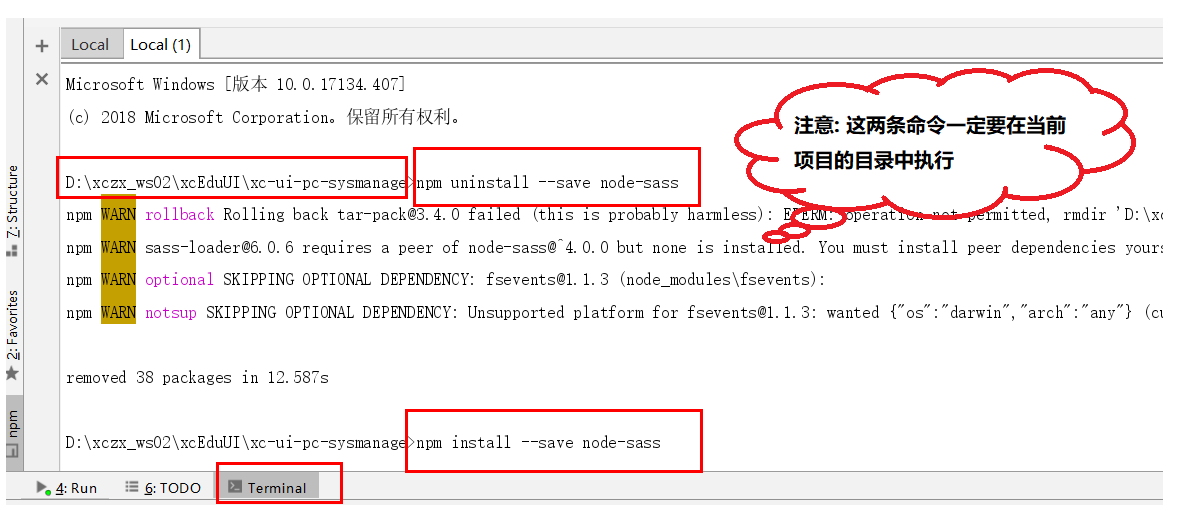 Local Local (1)
Microsoft Windows [版本 10.0.17134.407]
(c) 2018 Microsoft Corporation。保留所有权利。
注意: 这两条命令一定要在当前
项目的目录中执行
D:\xczx_ws02\xcEduUI\xc-ui-pc-sysmanage>npm uninstall --save node-sass
npm WARN rollback Rolling back tar-pack@3.4.0 failed (this is probably harmless): EPERM: operation not permitted, rmdir 'D:\xc
npm WARN sass-loader@6.0.6 requires a peer of node-sass@^4.0.0 but none is installed. You must install peer dependencies yours
npm WARN optional SKIPPING OPTIONAL DEPENDENCY: fsevents@1.1.3 (node_modules\fsevents):
npm WARN notsup SKIPPING OPTIONAL DEPENDENCY: Unsupported platform for fsevents@1.1.3: wanted {"os":"darwin","arch":"any"} (cu
removed 38 packages in 12.587s
D:\xczx_ws02\xcEduUI\xc-ui-pc-sysmanage>npm install --save node-sass
Z: Structure
2: Favorites
npm
4: Run 6: TODO Terminal